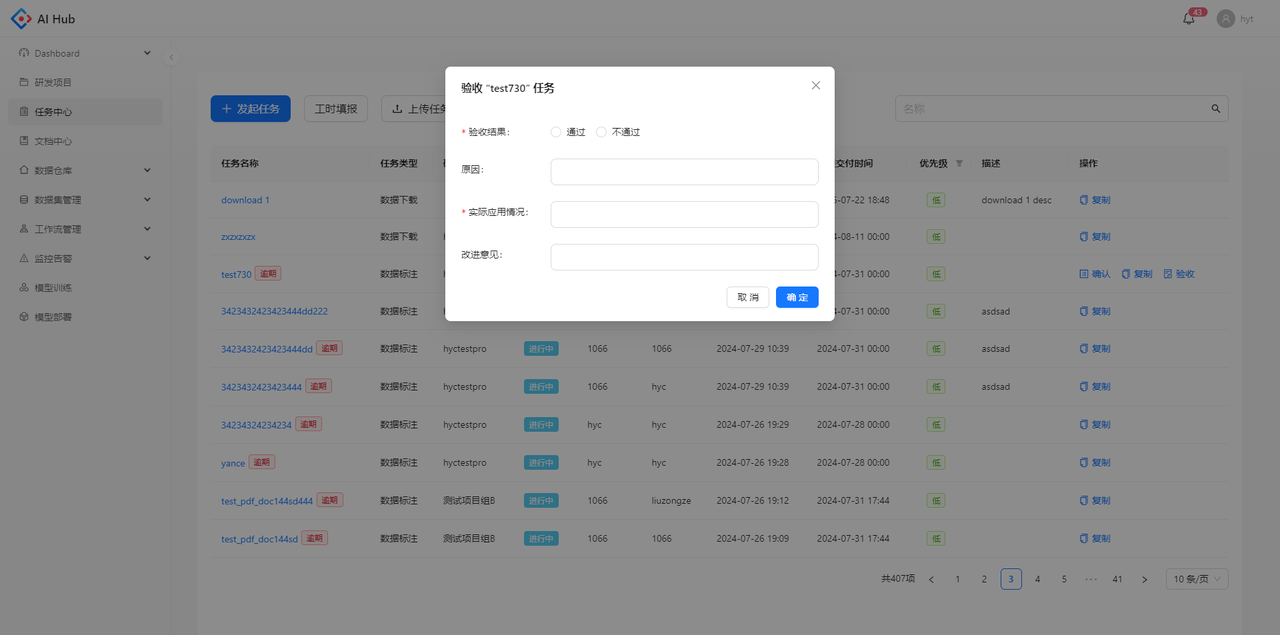 AI Hub
43
hyt
Dashboard
研发项目
任务中心
文档中心
数据仓库
数据集管理
工作流管理
监控告警
模型训练
模型部署
+ 发起任务 工时填报 上传任务 名称
任务名称 任务类型 交付时间 优先级 描述 操作
download 1 数据下载 -07-22 18:48 低 download 1 desc 复制
zxzxzxzx 数据下载 -08-11 00:00 低 复制
test730 逾期 数据标注 -07-31 00:00 低 确认 复制 验收
3423432423423444dd222 数据标注 -07-31 00:00 低 asdsad 复制
3423423423423444dd 逾期 数据标注 hyctestpro 进行中 1066 1066 2024-07-29 10:39 2024-07-31 00:00 低 asdsad 复制
3423432423423444 逾期 数据标注 hyctestpro 进行中 1066 hyc 2024-07-29 10:39 2024-07-31 00:00 低 asdsad 复制
34234324234234 逾期 数据标注 hyctestpro 进行中 hyc hyc 2024-07-26 19:29 2024-07-28 00:00 低 复制
yance 逾期 数据标注 hyctestpro 进行中 hyc hyc 2024-07-26 19:28 2024-07-28 00:00 低 复制
test_pdf_doc144sd444 逾期 数据标注 测试项目组B 进行中 1066 liuzongze 2024-07-26 19:12 2024-07-31 17:44 低 复制
test_pdf_doc144sd 逾期 数据标注 测试项目组B 进行中 1066 1066 2024-07-26 19:09 2024-07-31 17:44 低 复制
共407项 < 1 2 3 4 5 ··· 41 > 10 条/页
验收 "test730" 任务
* 验收结果: 通过 不通过
原因:
* 实际应用情况:
改进意见:
取 消 确 定